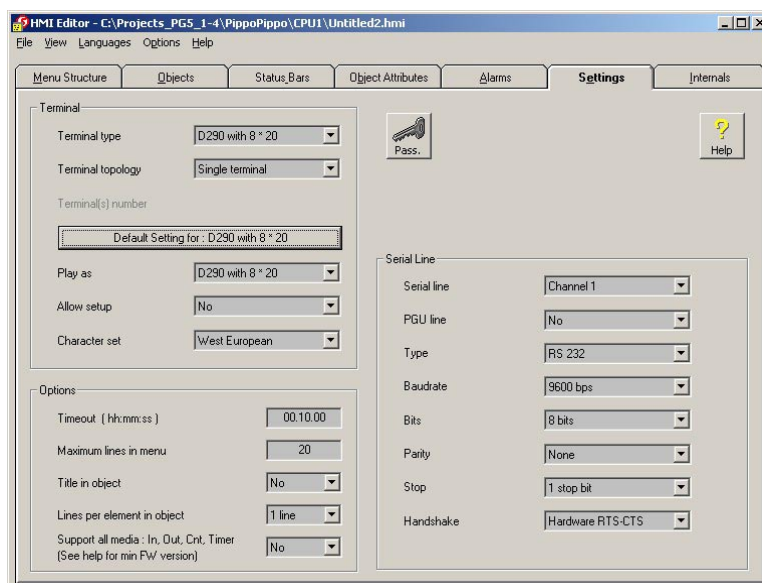 HMI Editor - C:\Projects_PG5_1-4\PippoPippo\CPU1\Untitled2.hmi
File View Languages Options Help
Menu Structure Objects Status_Bars Object Attributes Alarms Settings Internals
Terminal
Terminal type D290 with 8 * 20
Terminal topology Single terminal
Terminal(s) number
Default Setting for : D290 with 8 * 20
Play as D290 with 8 * 20
Allow setup No
Character set West European
Pass.
Help
Options
Timeout ( hh:mm:ss ) 00.10.00
Maximum lines in menu 20
Title in object No
Lines per element in object 1 line
Support all media : In, Out, Cnt, Timer
(See help for min FW version) No
Serial Line
Serial line Channel 1
PGU line No
Type RS 232
Baudrate 9600 bps
Bits 8 bits
Parity None
Stop 1 stop bit
Handshake Hardware RTS-CTS